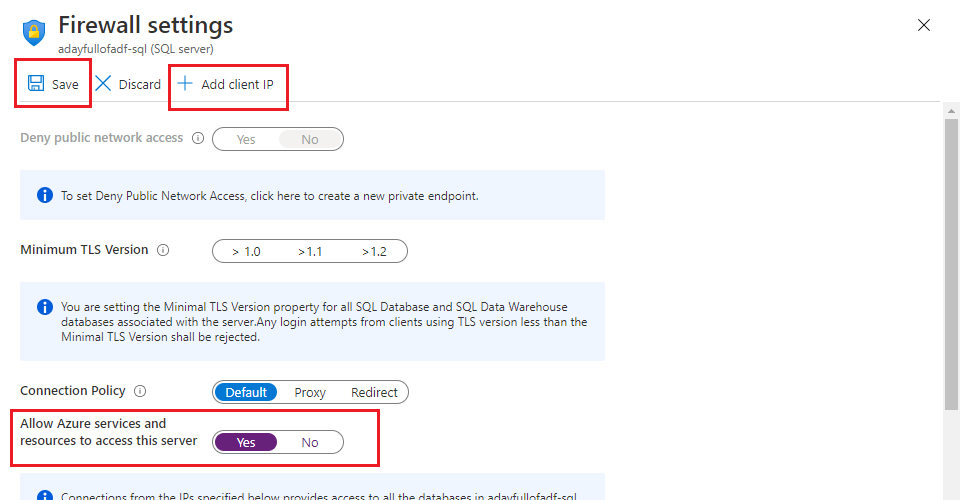 Firewall settings
adayfullofadf-sql (SQL server)
Save Discard Add client IP
Deny public network access Yes No
To set Deny Public Network Access, click here to create a new private endpoint.
Minimum TLS Version > 1.0 >1.1 >1.2
You are setting the Minimal TLS Version property for all SQL Database and SQL Data Warehouse
databases associated with the server.Any login attempts from clients using TLS version less than the
Minimal TLS Version shall be rejected.
Connection Policy Default Proxy Redirect
Allow Azure services and
resources to access this server Yes No
Connections from the IPs specified below provides access to all the databases in adayfullofadf-sql.